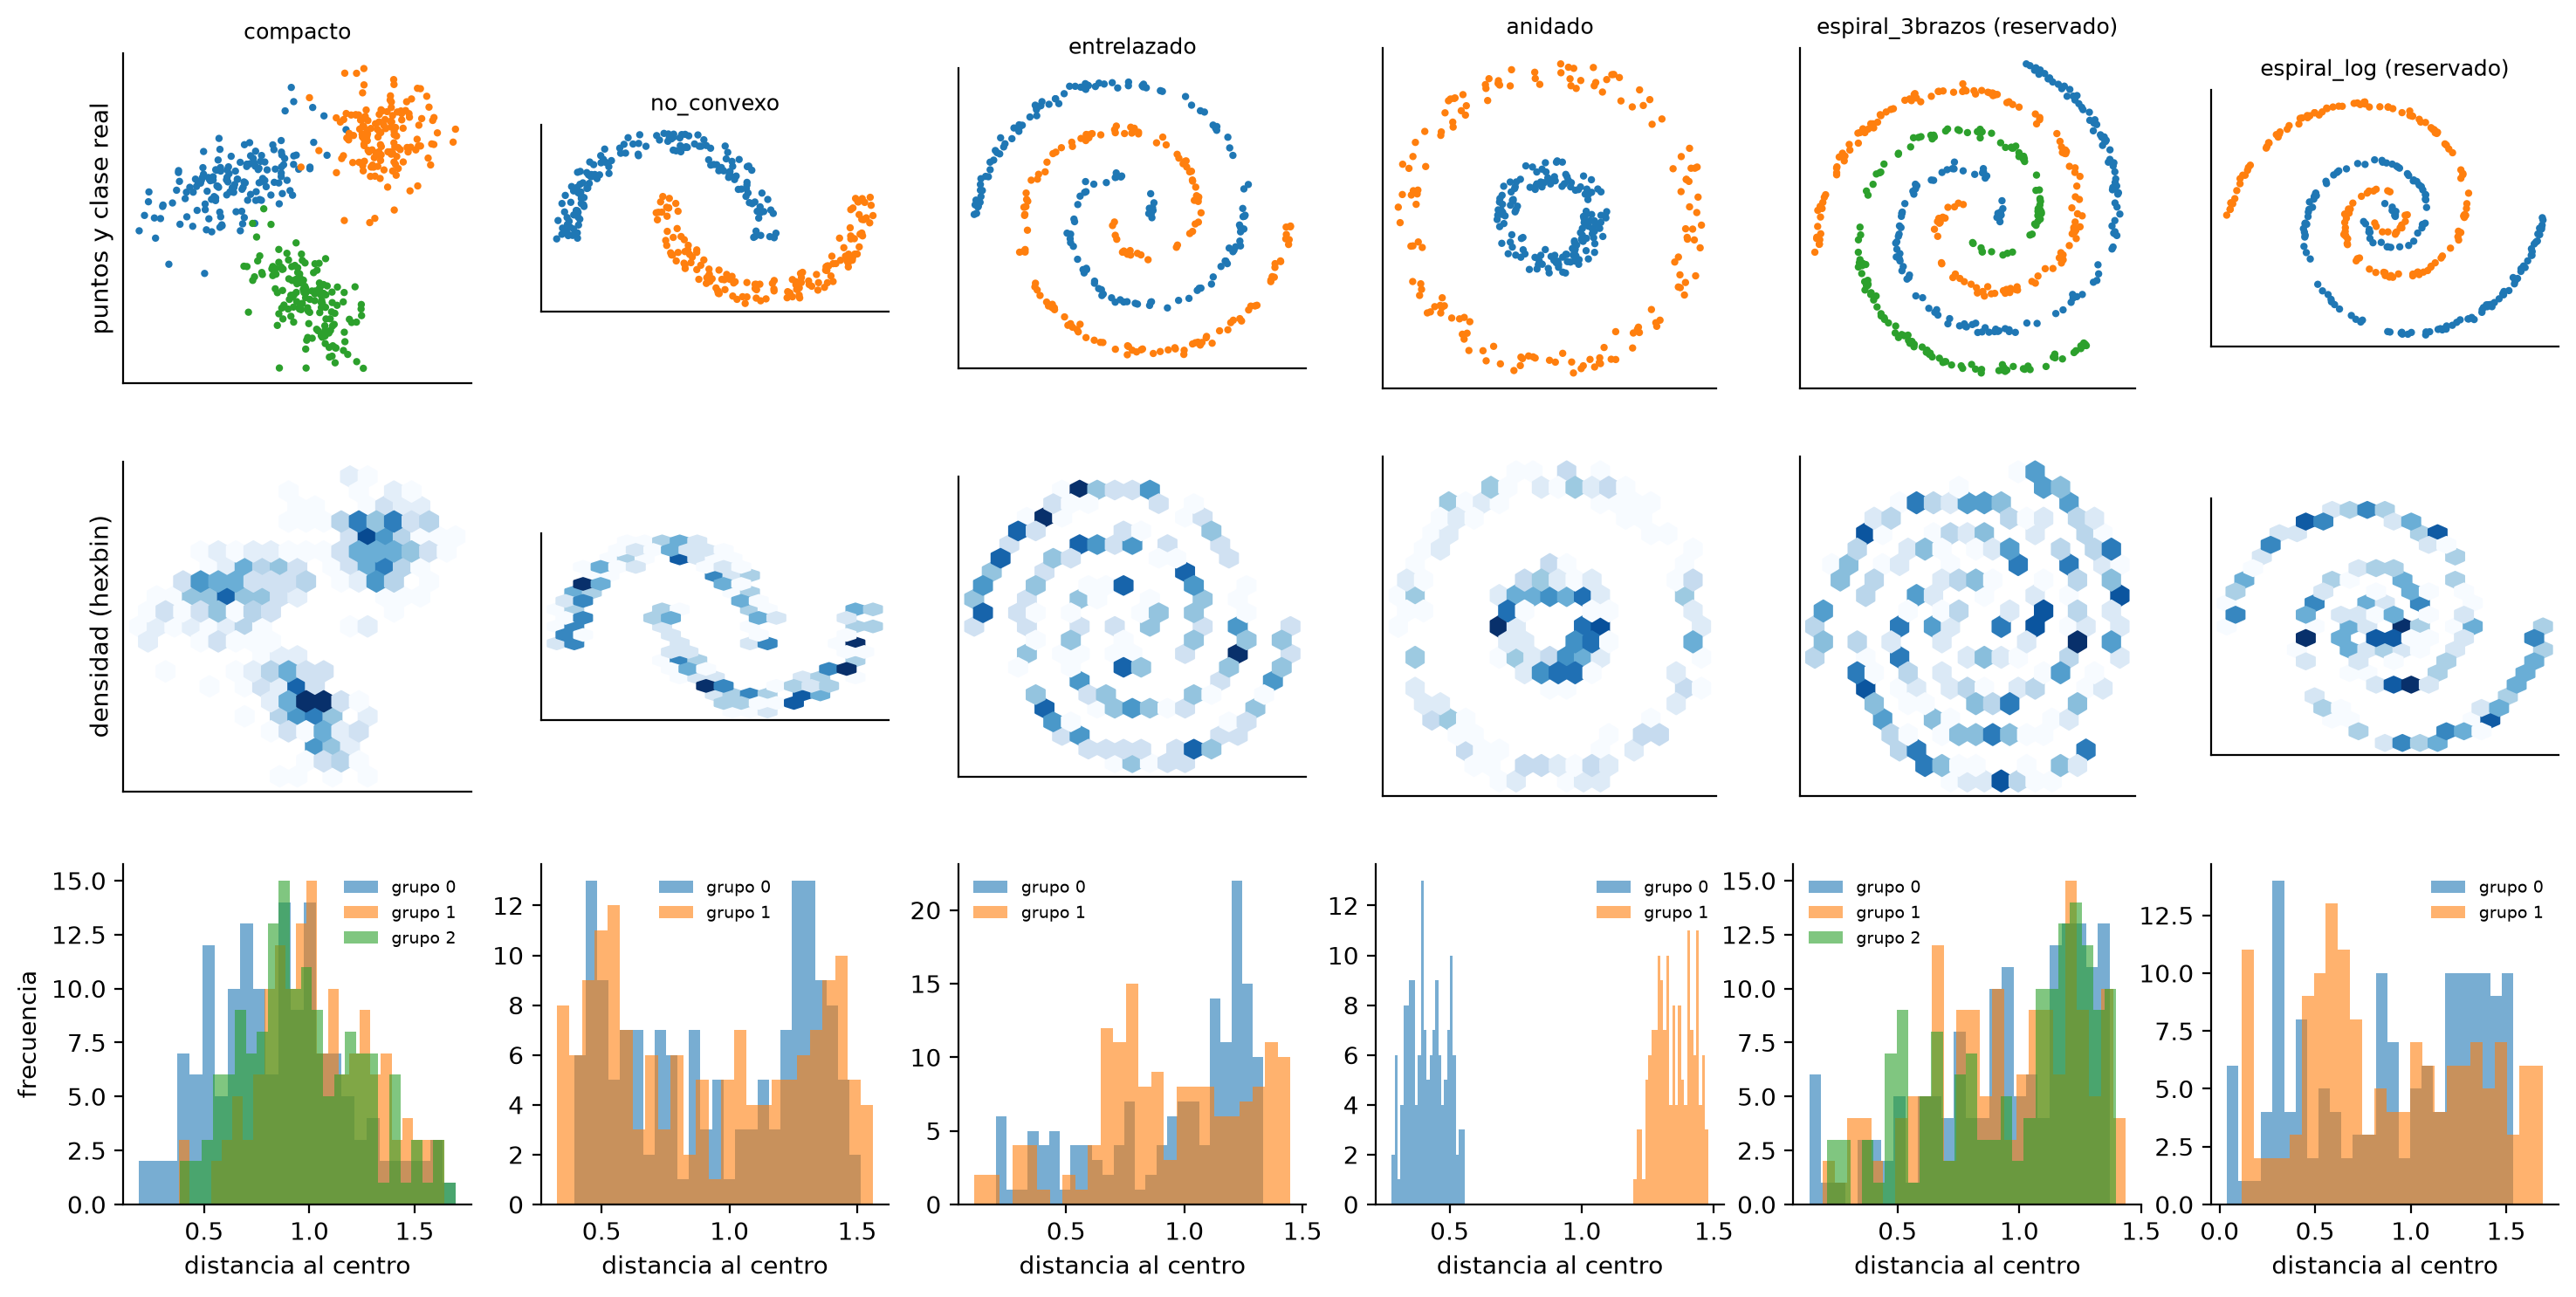 compacto
no_convexo
entrelazado
anidado
espiral_3brazos (reservado)
espiral_log (reservado)
puntos y clase real
densidad (hexbin)
frecuencia
15.0
12.5
10.0
7.5
5.0
2.5
0.0
0.5 1.0 1.5
distancia al centro
grupo 0
grupo 1
grupo 2
12
10
8
6
4
2
0
0.5 1.0 1.5
distancia al centro
grupo 0
grupo 1
20
15
10
5
0
0.5 1.0 1.5
distancia al centro
grupo 0
grupo 1
12
10
8
6
4
2
0
0.5 1.0 1.5
distancia al centro
grupo 0
grupo 1
15.0
12.5
10.0
7.5
5.0
2.5
0.0
0.5 1.0 1.5
distancia al centro
grupo 0
grupo 1
grupo 2
12.5
10.0
7.5
5.0
2.5
0.0
0.0 0.5 1.0 1.5
distancia al centro
grupo 0
grupo 1